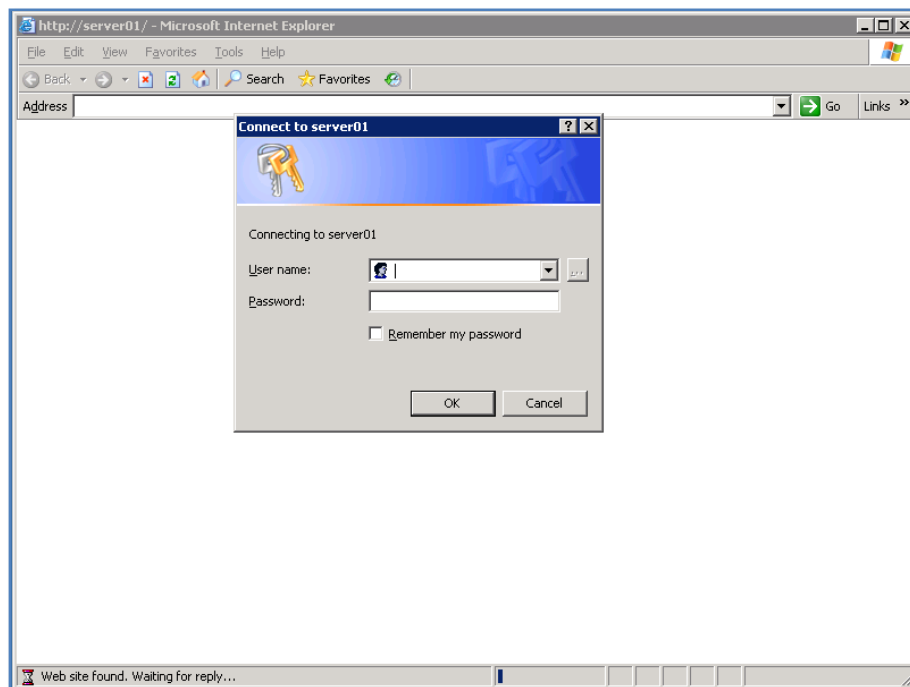 http://server01/ - Microsoft Internet Explorer
File Edit View Favorites Tools Help
Back Search Favorites
Address Go Links »
Connect to server01
Connecting to server01
User name: ...
Password:
Remember my password
OK Cancel
Web site found. Waiting for reply...